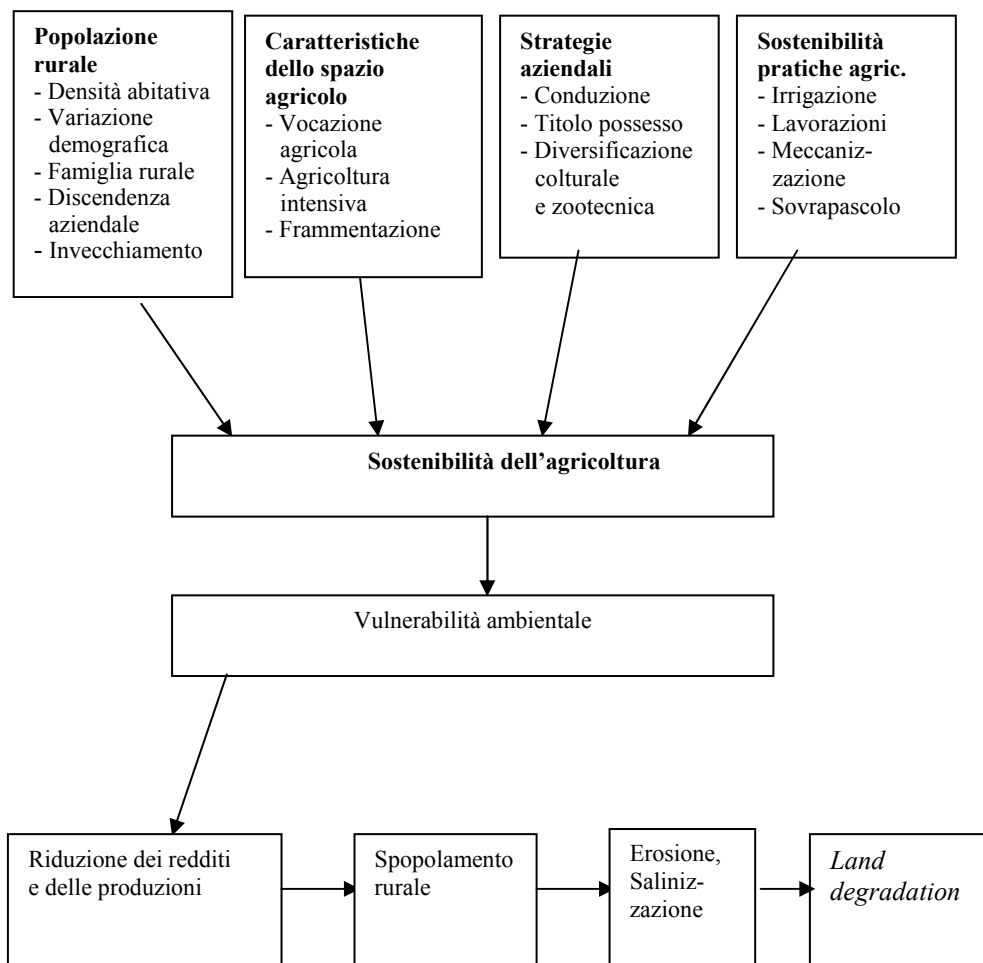 Popolazione
rurale
- Densità abitativa
- Variazione
demografica
- Famiglia rurale
- Discendenza
aziendale
- Invecchiamento
Caratteristiche
dello spazio
agricolo
- Vocazione
agricola
- Agricoltura
intensiva
- Frammentazione
Strategie
aziendali
- Conduzione
- Titolo possesso
- Diversificazione
colturale
e zootecnica
Sostenibilità
pratiche agric.
- Irrigazione
- Lavorazioni
- Meccaniz-
zazione
- Sovrapascolo
Sostenibilità dell’agricoltura
Vulnerabilità ambientale
Riduzione dei redditi
e delle produzioni
Spopolamento
rurale
Erosione,
Saliniz-
zazione
Land
degradation